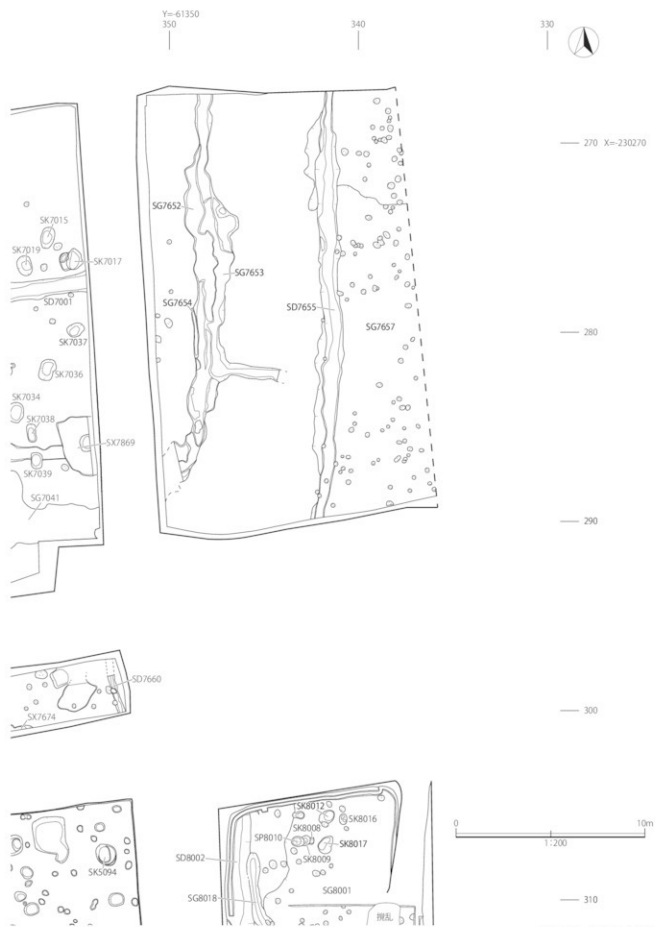 Y=-61350
350
340
330
270 X=-230270
SG7652
SK7015
SK7019
SK7017
SG7653
SD7001
SG7654
SD7655
SG7657
SK7037
280
SK7036
SK7034
SK7038
SX7869
SK7039
SG7041
290
SD7660
SX7674
300
SK8012
SK8016
SK8008
SP8010
SK8017
SK8009
SD8002
SK5094
SG8001
SG8018
撹乱
310
0
10m
1:200